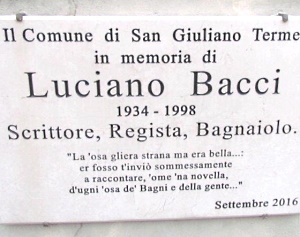 Il Comune di San Giuliano Terme
in memoria di
Luciano Bacci
1934 - 1998
Scrittore, Regista, Bagnaiolo.
"La 'osa gliera strana ma era bella...:
er fosso t'inviò sommessamente
a raccontare, 'ome 'na novella,
d'ugni 'osa de' Bagni e della gente..."
Settembre 2016